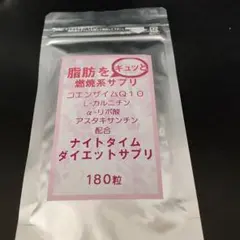 脂肪をギュッと
燃焼系サプリ
コエンザイムQ10
L-カルニチン
α-リポ酸
アスタキサンチン
配合
ナイトタイム
ダイエットサプリ
180粒